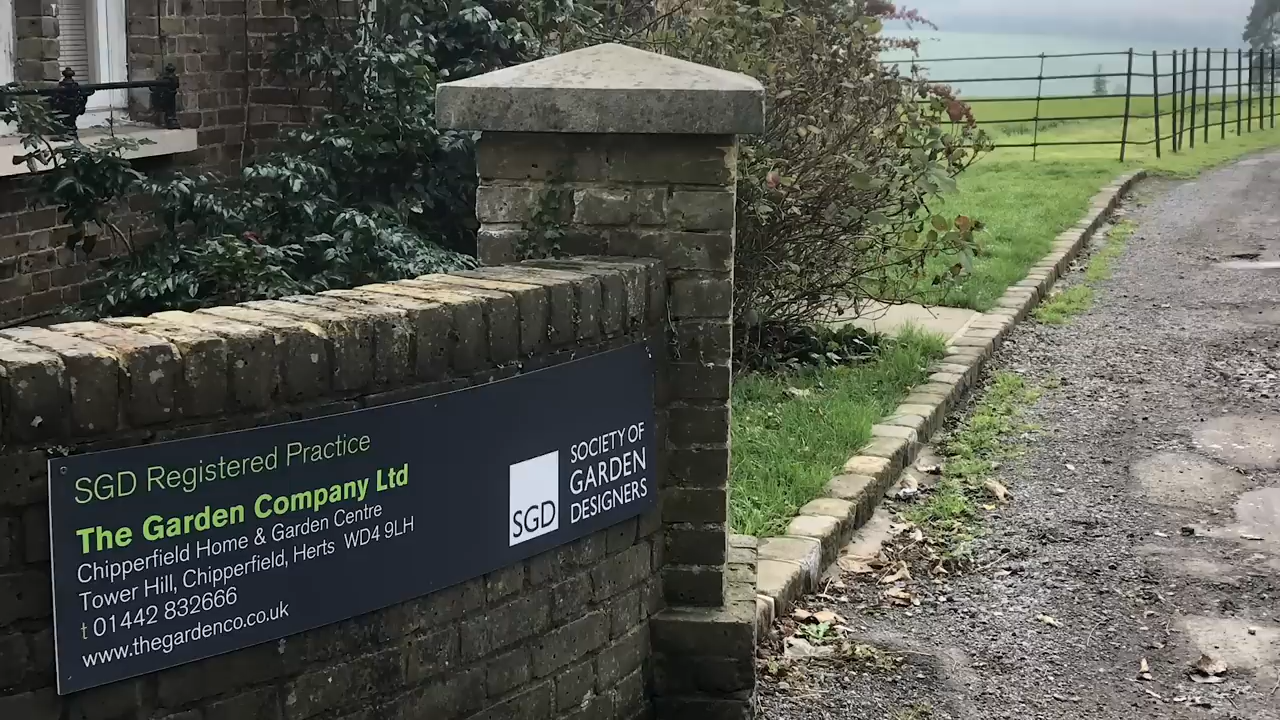 SGD Registered Practice
The Garden Company Ltd
Chipperfield Home & Garden Centre
Tower Hill, Chipperfield, Herts WD4 9LH
t 01442 832666
www.thegardenco.co.uk
SGD
SOCIETY OF
GARDEN
DESIGNERS